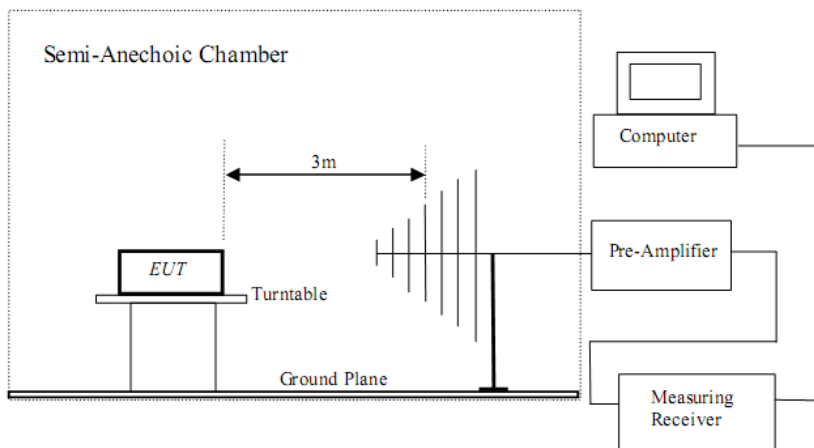 Semi-Anechoic Chamber
3m
EUT
Turntable
Ground Plane
Computer
Pre-Amplifier
Measuring
Receiver